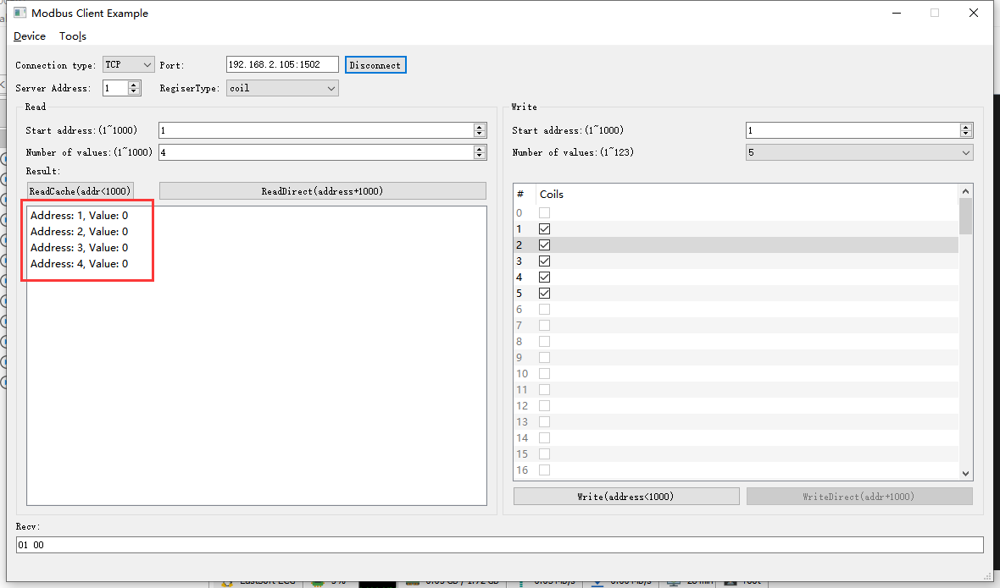 Modbus Client Example
Device Tools
Connection type: TCP Port: 192.168.2.105:1502 Disconnect
Server Address: 1 RegiserType: coil
Read
Start address:(1~1000) 1
Number of values:(1~1000) 4
Result:
ReadCache(addr<1000) ReadDirect(address+1000)
Address: 1, Value: 0
Address: 2, Value: 0
Address: 3, Value: 0
Address: 4, Value: 0
Write
Start address:(1~1000) 1
Number of values:(1~123) 5
# Coils
0
1
2
3
4
5
6
7
8
9
10
11
12
13
14
15
16
Write(address<1000) WriteDirect(addr+1000)
Recv:
01 00